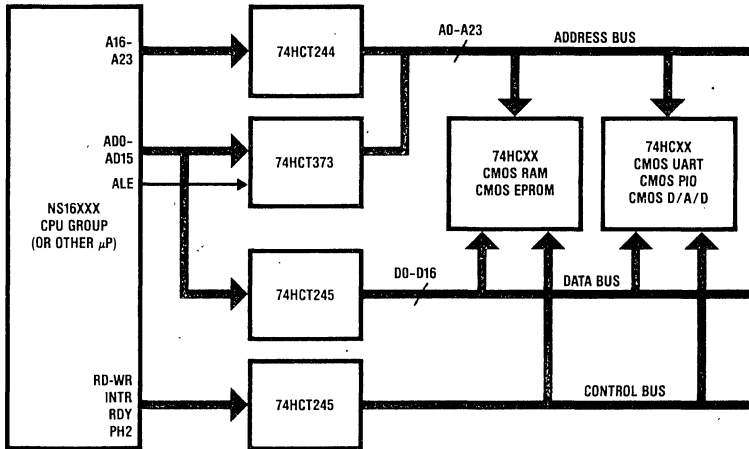 A16-
A23
74HCT244
A0-A23
ADDRESS BUS
AD0-
AD15
ALE
74HCT373
74HCXX
CMOS RAM
CMOS EPROM
74HCXX
CMOS UART
CMOS PIO
CMOS D/A/D
NS16XXX
CPU GROUP
(OR OTHER μP)
74HCT245
D0-D16
DATA BUS
RD-WR
INTR
RDY
PH2
74HCT245
CONTROL BUS